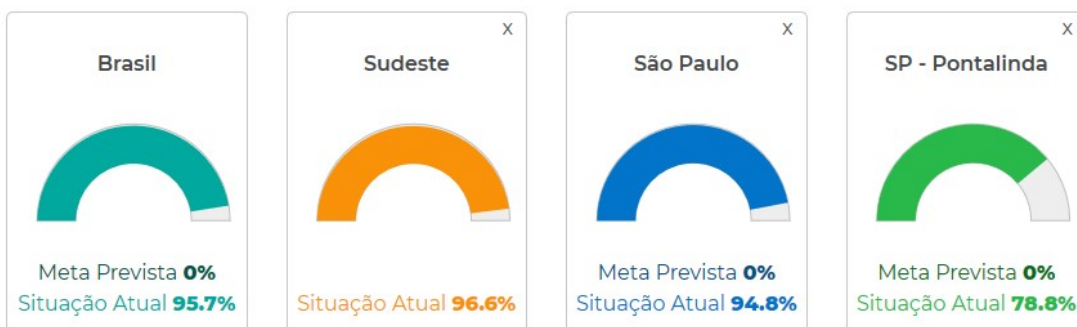 Brasil
Meta Prevista 0%
Situação Atual 95.7%
X
Sudeste
Situação Atual 96.6%
X
São Paulo
Meta Prevista 0%
Situação Atual 94.8%
X
SP - Pontalinda
Meta Prevista 0%
Situação Atual 78.8%